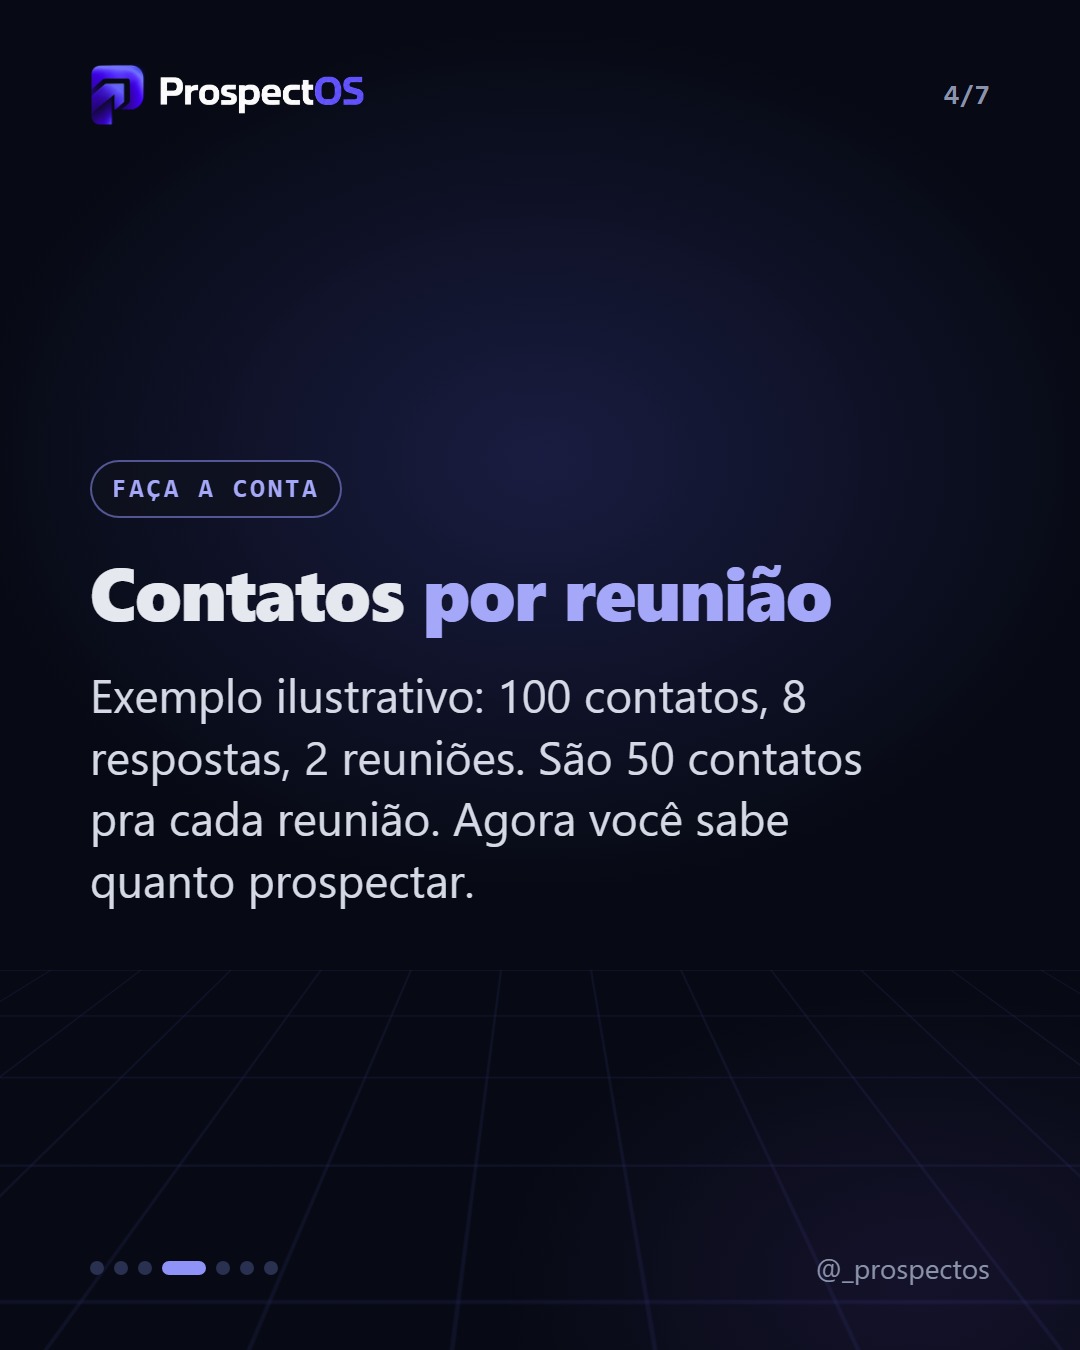 ProspectOS
4/7
FAÇA A CONTA
Contatos por reunião
Exemplo ilustrativo: 100 contatos, 8
respostas, 2 reuniões. São 50 contatos
pra cada reunião. Agora você sabe
quanto prospectar.
@_prospectos